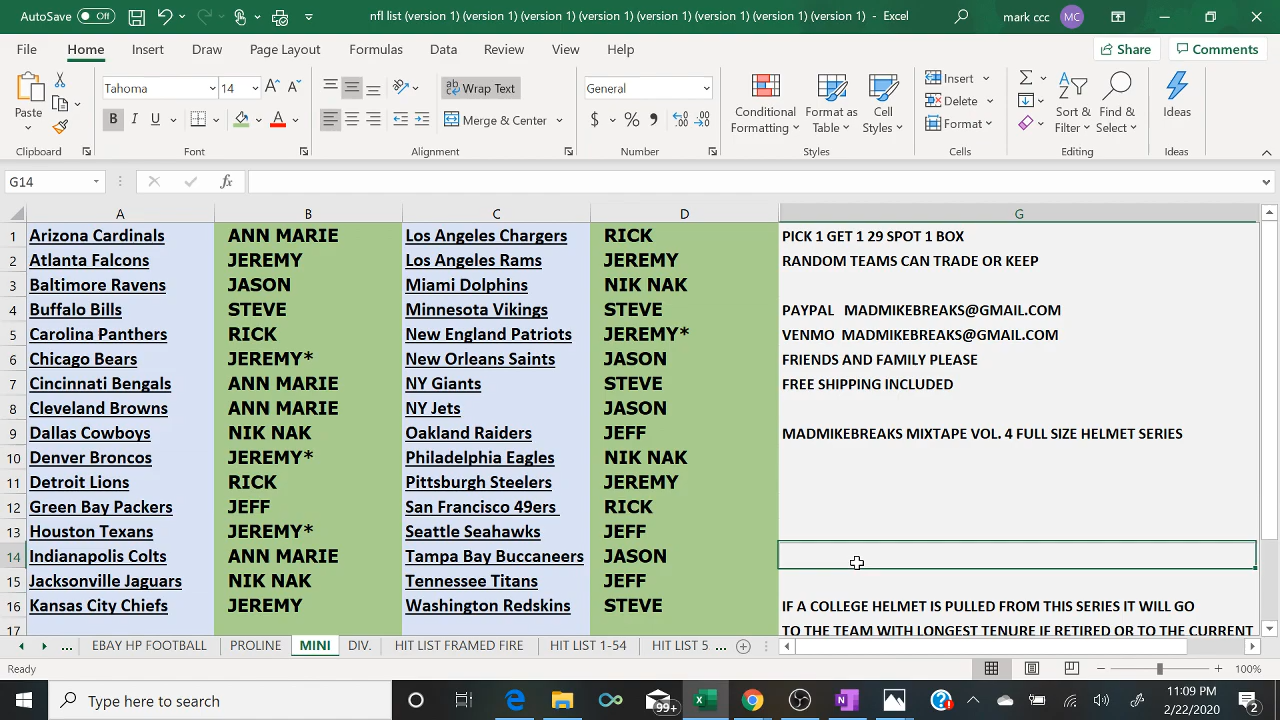 AutoSave Off nfl list (version 1) (version 1) (version 1) (version 1) (version 1) (version 1) (version 1) (version 1) - Excel mark ccc MC
File Home Insert Draw Page Layout Formulas Data Review View Help Share Comments
Paste Tahoma 14 Wrap Text General Conditional Formatting Format as Table Cell Styles Insert Sort & Filter Find & Select Ideas
B I U A Merge & Center $ % Delete
Format
Clipboard Font Alignment Number Styles Cells Editing Ideas
G14 fx
A B C D G
1 Arizona Cardinals ANN MARIE Los Angeles Chargers RICK PICK 1 GET 1 29 SPOT 1 BOX
2 Atlanta Falcons JEREMY Los Angeles Rams JEREMY RANDOM TEAMS CAN TRADE OR KEEP
3 Baltimore Ravens JASON Miami Dolphins NIK NAK
4 Buffalo Bills STEVE Minnesota Vikings STEVE PAYPAL MADMIKEBREAKS@GMAIL.COM
5 Carolina Panthers RICK New England Patriots JEREMY* VENMO MADMIKEBREAKS@GMAIL.COM
6 Chicago Bears JEREMY* New Orleans Saints JASON FRIENDS AND FAMILY PLEASE
7 Cincinnati Bengals ANN MARIE NY Giants STEVE FREE SHIPPING INCLUDED
8 Cleveland Browns ANN MARIE NY Jets JASON
9 Dallas Cowboys NIK NAK Oakland Raiders JEFF MADMIKEBREAKS MIXTAPE VOL. 4 FULL SIZE HELMET SERIES
10 Denver Broncos JEREMY* Philadelphia Eagles NIK NAK
11 Detroit Lions RICK Pittsburgh Steelers JEREMY
12 Green Bay Packers JEFF San Francisco 49ers RICK
13 Houston Texans JEREMY* Seattle Seahawks JEFF
14 Indianapolis Colts ANN MARIE Tampa Bay Buccaneers JASON
15 Jacksonville Jaguars NIK NAK Tennessee Titans JEFF
16 Kansas City Chiefs JEREMY Washington Redskins STEVE IF A COLLEGE HELMET IS PULLED FROM THIS SERIES IT WILL GO
17 TO THE TEAM WITH LONGEST TENURE IF RETIRED OR TO THE CURRENT
... EBAY HP FOOTBALL PROLINE MINI DIV. HIT LIST FRAMED FIRE HIT LIST 1-54 HIT LIST 5 ...
Ready 100%
Type here to search 99+ 11:09 PM
2/22/2020 2